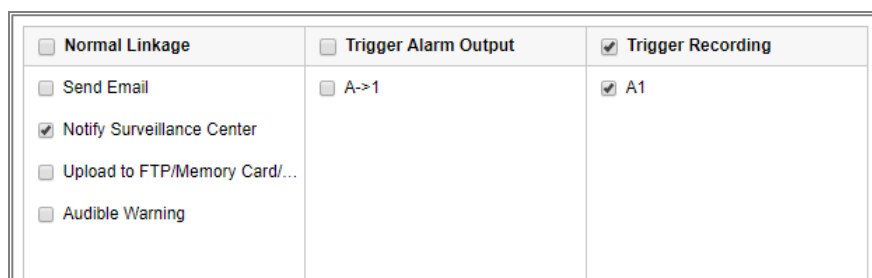 Normal Linkage
Trigger Alarm Output
Trigger Recording
Send Email
A->1
A1
Notify Surveillance Center
Upload to FTP/Memory Card/...
Audible Warning